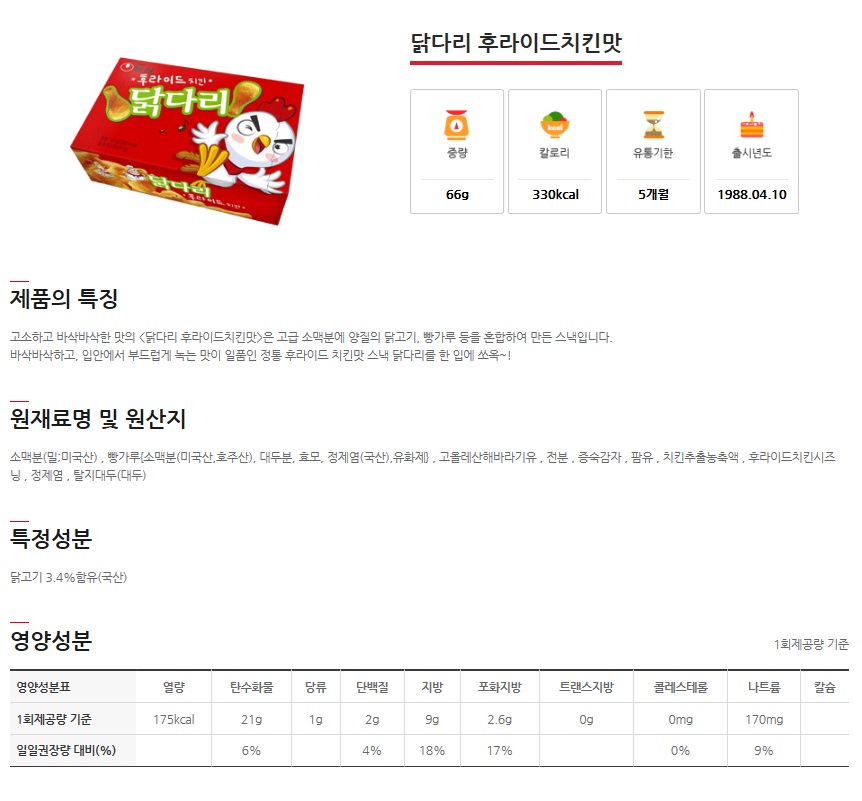 닭다리 후라이드치킨맛
후라이드 치킨
닭다리
닭다리
후라이드 치킨
kcal
중량
칼로리
유통기한
출시년도
66g
330kcal
5개월
1988.04.10
제품의 특징
고소하고 바삭바삭한 맛의 <닭다리 후라이드치킨맛>은 고급 소맥분에 양질의 닭고기, 빵가루 등을 혼합하여 만든 스낵입니다.
바삭바삭하고, 입안에서 부드럽게 녹는 맛이 일품인 정통 후라이드 치킨맛 스낵 닭다리를 한 입에 쏘옥~!
원재료명 및 원산지
소맥분(밀;미국산) , 빵가루{소맥분(미국산,호주산), 대두분, 효모, 정제염(국산),유화제} , 고올레산해바라기유 , 전분 , 증숙감자 , 팜유 , 치킨추출농축액 , 후라이드치킨시즈
닝 , 정제염 , 탈지대두(대두)
특정성분
닭고기 3.4%함유(국산)
영양성분
1회제공량 기준
영양성분표 열량 탄수화물 당류 단백질 지방 포화지방 트랜스지방 콜레스테롤 나트륨 칼슘
1회제공량 기준 175kcal 21g 1g 2g 9g 2.6g 0g 0mg 170mg
일일권장량 대비(%) 6% 4% 18% 17% 0% 9%